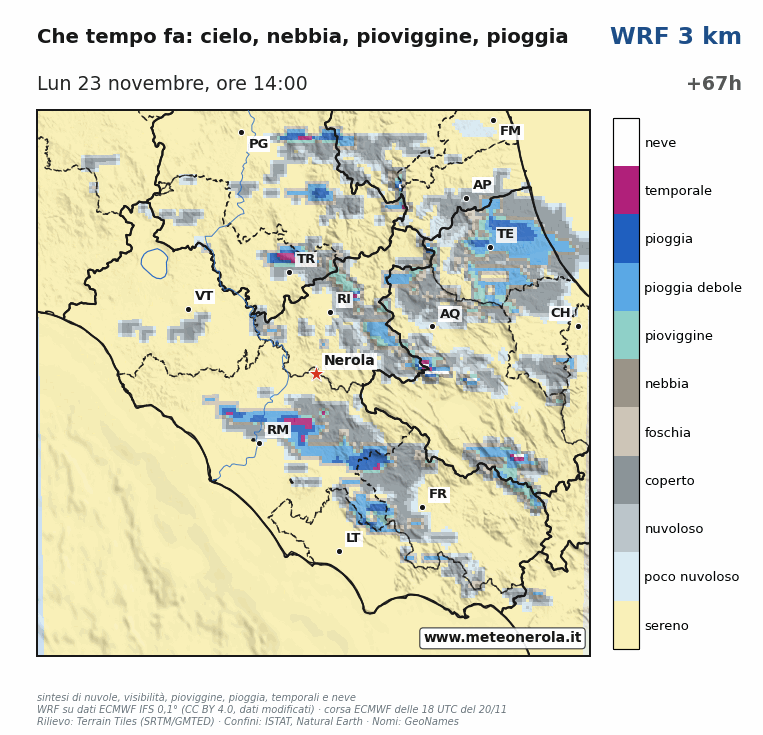 Che tempo fa: cielo, nebbia, pioviggine, pioggia
WRF 3 km
Lun 23 novembre, ore 14:00
+67h
FM
PG
AP
TE
TR
VT
RI
AQ
CH
Nerola
RM
FR
LT
www.meteonerola.it
neve
temporale
pioggia
pioggia debole
pioviggine
nebbia
foschia
coperto
nuvoloso
poco nuvoloso
sereno
sintesi di nuvole, visibilità, pioviggine, pioggia, temporali e neve
WRF su dati ECMWF IFS 0,1° (CC BY 4.0, dati modificati) · corsa ECMWF delle 18 UTC del 20/11
Rilievo: Terrain Tiles (SRTM/GMTED) · Confini: ISTAT, Natural Earth · Nomi: GeoNames